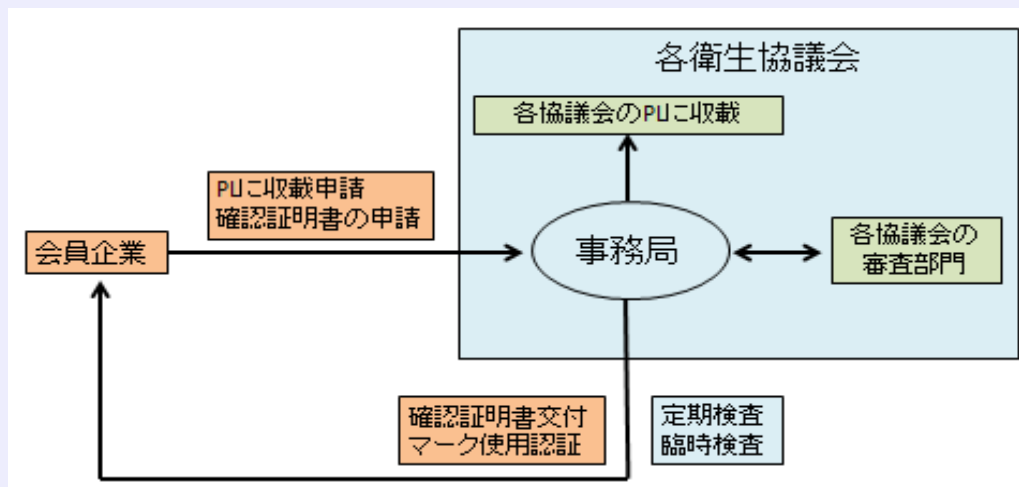 各衛生協議会
各協議会のPLに収載
PLに収載申請
確認証明書の申請
会員企業
事務局
各協議会の
審査部門
確認証明書交付
マーク使用認証
定期検査
臨時検査